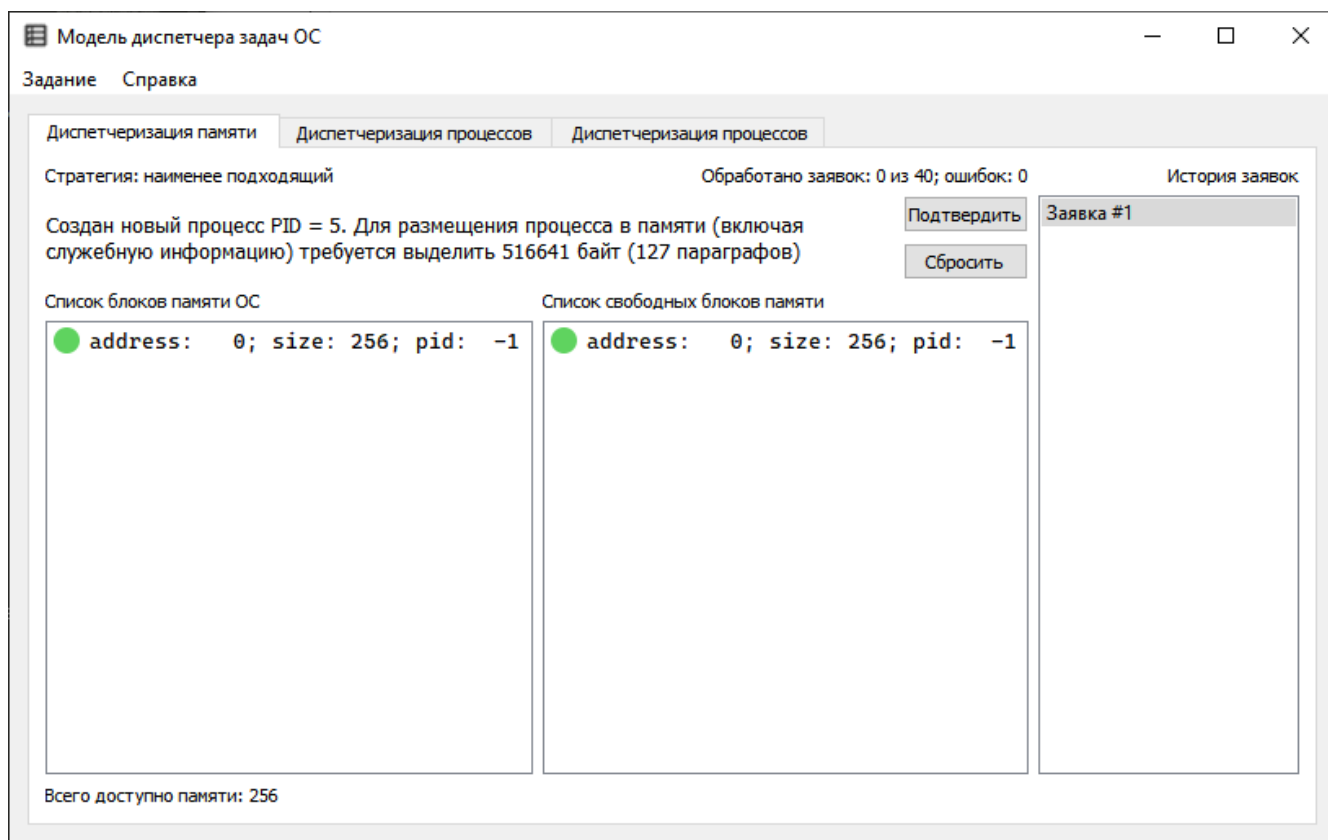 Модель диспетчера задач ОС
Задание Справка
Диспетчеризация памяти Диспетчеризация процессов Диспетчеризация процессов
Стратегия: наименее подходящий Обработано заявок: 0 из 40; ошибок: 0 История заявок
Создан новый процесс PID = 5. Для размещения процесса в памяти (включая
служебную информацию) требуется выделить 516641 байт (127 параграфов)
Подтвердить
Сбросить
Заявка #1
Список блоков памяти ОС Список свободных блоков памяти
address: 0; size: 256; pid: -1 address: 0; size: 256; pid: -1
Всего доступно памяти: 256